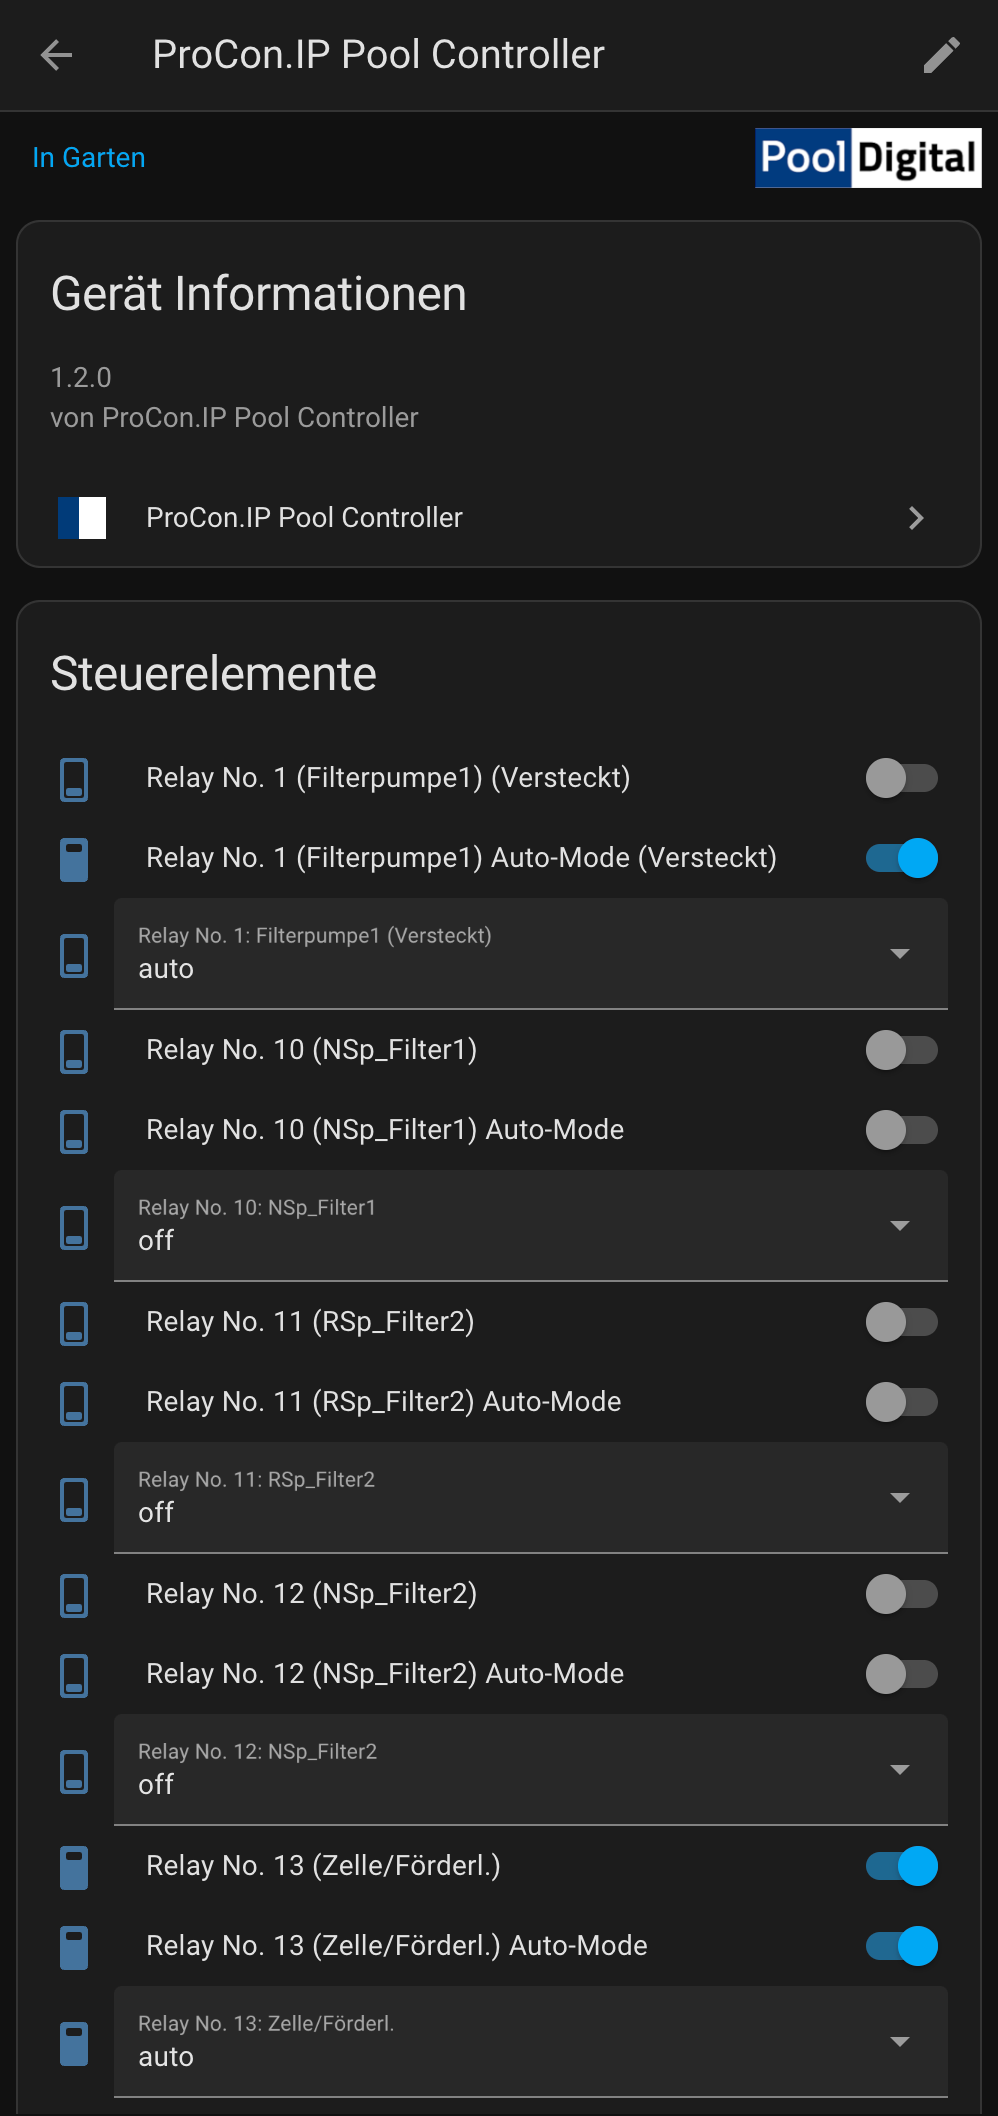 ProCon.IP Pool Controller
In Garten
Pool Digital
Gerät Informationen
1.2.0
von ProCon.IP Pool Controller
ProCon.IP Pool Controller
Steuerelemente
Relay No. 1 (Filterpumpe1) (Versteckt)
Relay No. 1 (Filterpumpe1) Auto-Mode (Versteckt)
Relay No. 1: Filterpumpe1 (Versteckt)
auto
Relay No. 10 (NSp_Filter1)
Relay No. 10 (NSp_Filter1) Auto-Mode
Relay No. 10: NSp_Filter1
off
Relay No. 11 (RSp_Filter2)
Relay No. 11 (RSp_Filter2) Auto-Mode
Relay No. 11: RSp_Filter2
off
Relay No. 12 (NSp_Filter2)
Relay No. 12 (NSp_Filter2) Auto-Mode
Relay No. 12: NSp_Filter2
off
Relay No. 13 (Zelle/Förderl.)
Relay No. 13 (Zelle/Förderl.) Auto-Mode
Relay No. 13: Zelle/Förderl.
auto